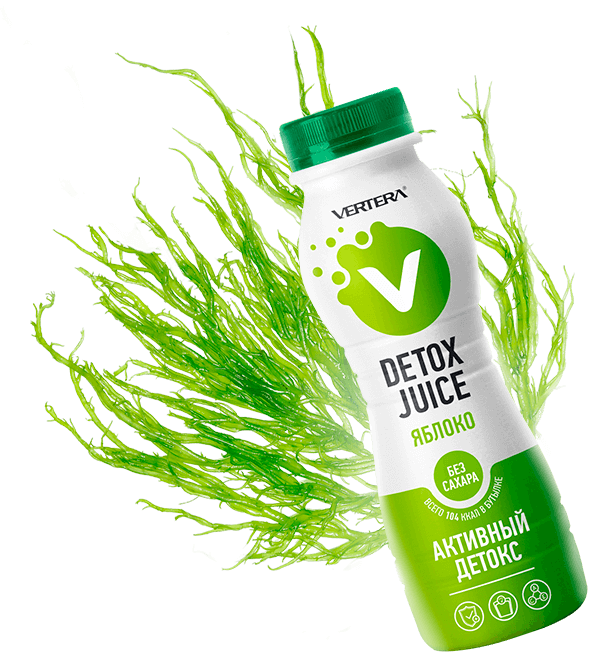 VERTERA®
V
DETOX
JUICE
ЯБЛОКО
БЕЗ
САХАРА
ВСЕГО 104 ККАЛ В БУТЫЛКЕ
АКТИВНЫЙ
ДЕТОКС